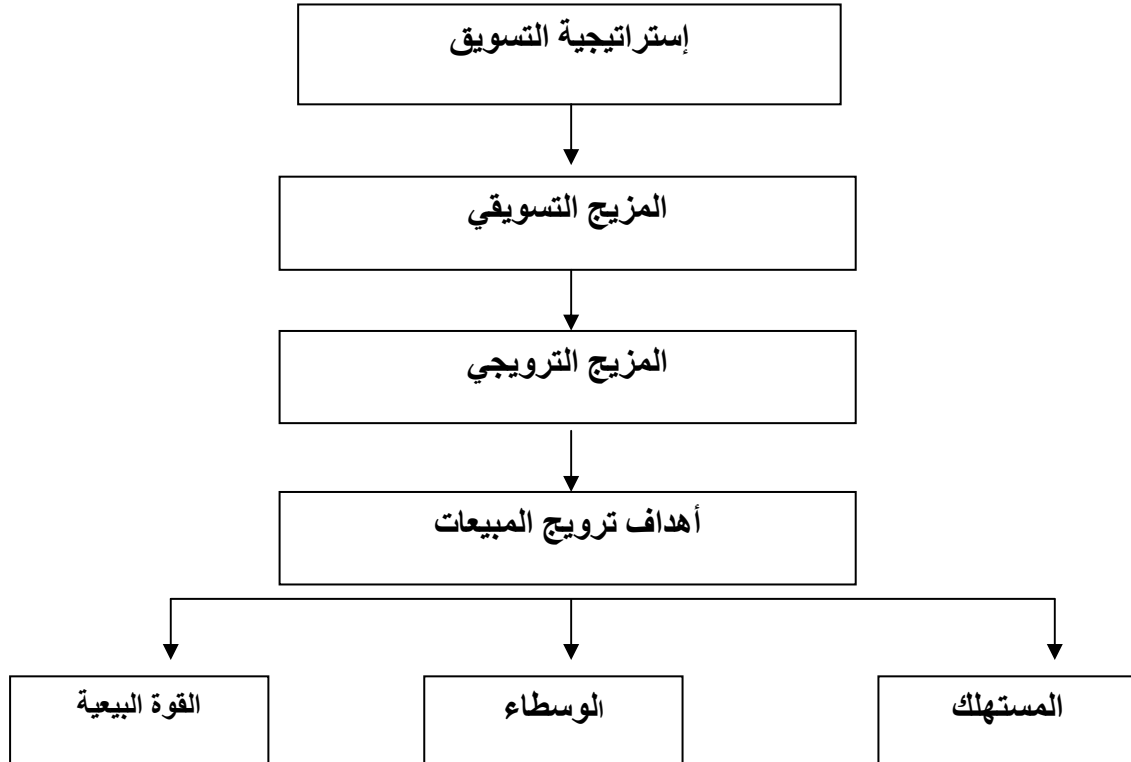 إستراتيجية التسويق
المزيج التسويقي
المزيج الترويجي
أهداف ترويج المبيعات
المستهلك
الوسطاء
القوة البيعية